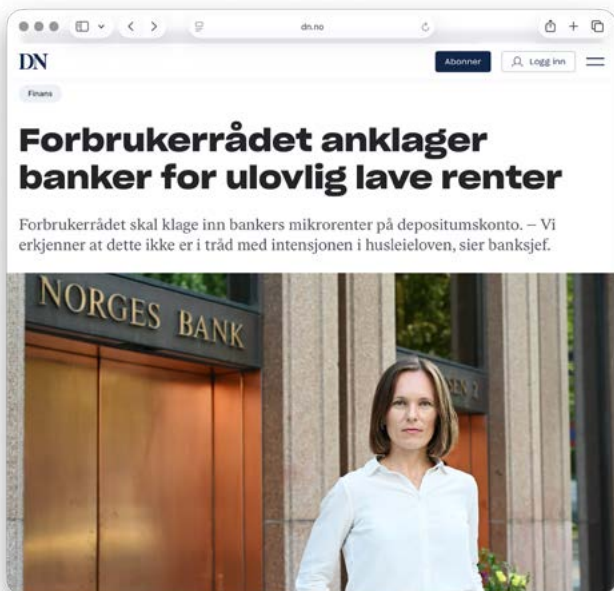 dn.no
DN
Abonner
Logg inn
Finans
Forbrukerrådet anklager
banker for ulovlig lave renter
Forbrukerrådet skal klage inn bankers mikrorenter på depositumskonto. – Vi
erkjenner at dette ikke er i tråd med intensjonen i husleieloven, sier banksjef.
NORGES BANK